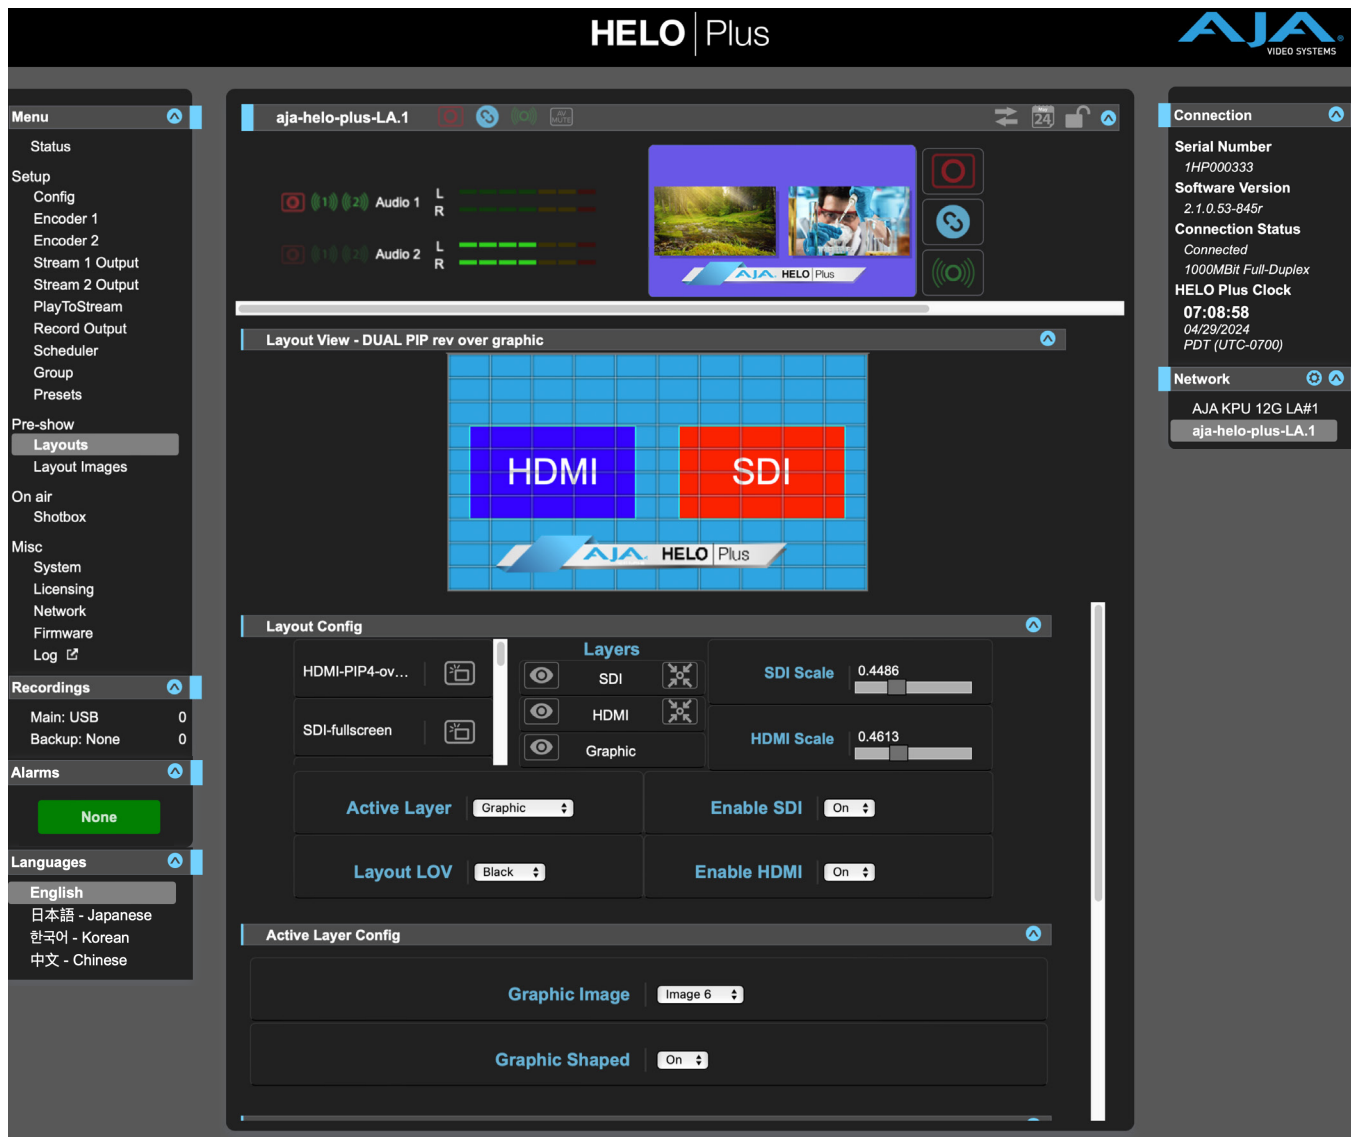 HELO | Plus
AJA
VIDEO SYSTEMS
Menu
Status
Setup
Config
Encoder 1
Encoder 2
Stream 1 Output
Stream 2 Output
PlayToStream
Record Output
Scheduler
Group
Presets
Pre-show
Layouts
Layout Images
On air
Shotbox
Misc
System
Licensing
Network
Firmware
Log
Recordings
Main: USB 0
Backup: None 0
Alarms
None
Languages
English
日本語 - Japanese
한국어 - Korean
中文 - Chinese
aja-helo-plus-LA.1
AV
MUTE
May
24
1 2 Audio 1 L
R
1 2 Audio 2 L
R
AJA HELO | Plus
Layout View - DUAL PIP rev over graphic
HDMI SDI
AJA HELO | Plus
Layout Config
HDMI-PIP4-ov...
SDI-fullscreen
Layers
SDI
HDMI
Graphic
SDI Scale 0.4486
HDMI Scale 0.4613
Active Layer Graphic
Enable SDI On
Layout LOV Black
Enable HDMI On
Active Layer Config
Graphic Image Image 6
Graphic Shaped On
Connection
Serial Number
1HP000333
Software Version
2.1.0.53-845r
Connection Status
Connected
1000MBit Full-Duplex
HELO Plus Clock
07:08:58
04/29/2024
PDT (UTC-0700)
Network
AJA KPU 12G LA#1
aja-helo-plus-LA.1